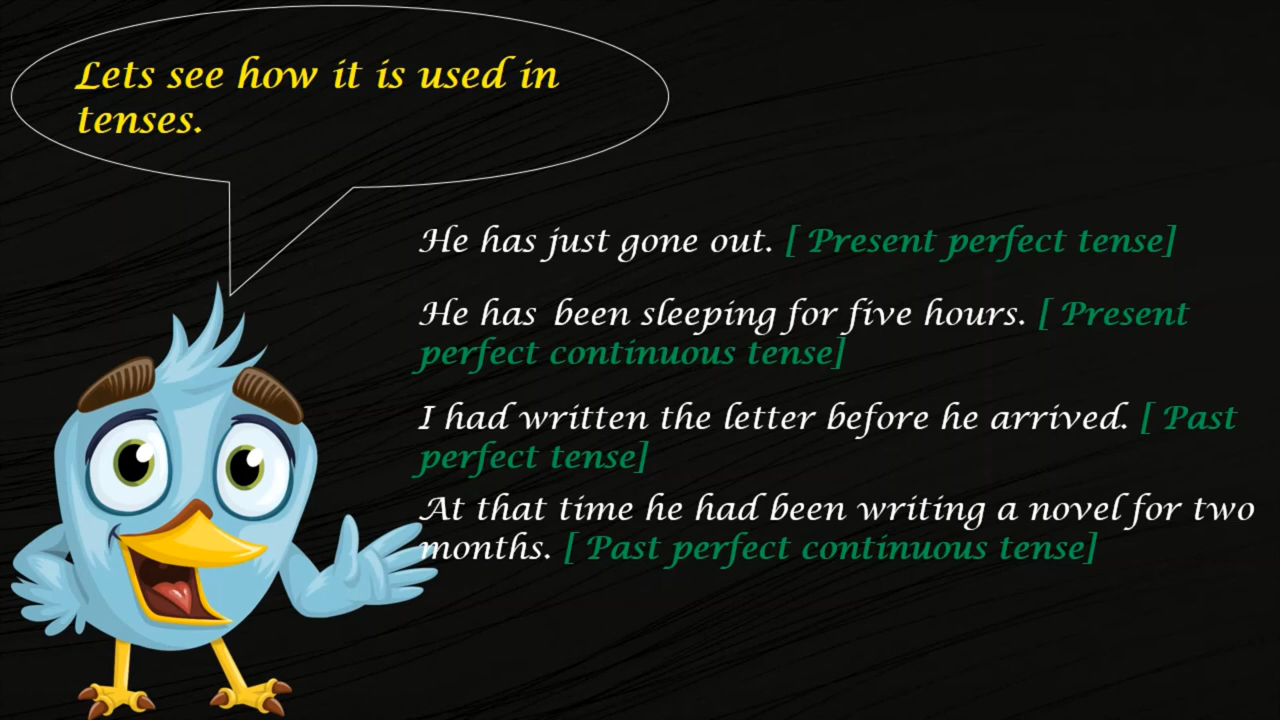 Lets see how it is used in
tenses.
He has just gone out. [ Present perfect tense]
He has been sleeping for five hours. [ Present
perfect continuous tense]
I had written the letter before he arrived. [ Past
perfect tense]
At that time he had been writing a novel for two
months. [ Past perfect continuous tense]